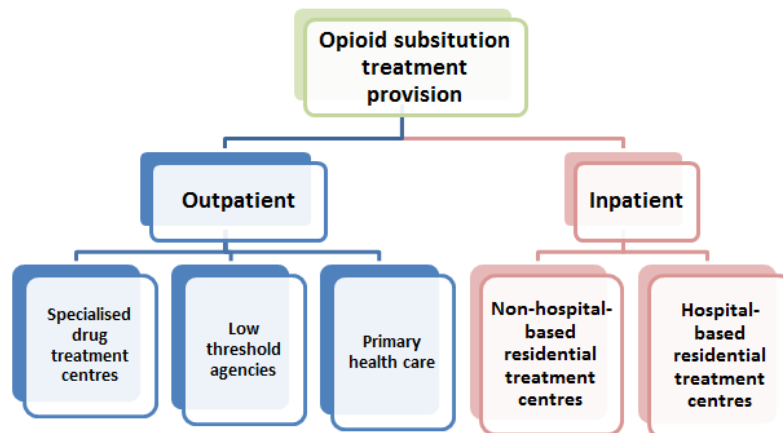 Opioid subsitution
treatment
provision
Outpatient
Inpatient
Specialised
drug
treatment
centres
Low
threshold
agencies
Primary
health care
Non-hospital-
based
residential
treatment
centres
Hospital-
based
residential
treatment
centres